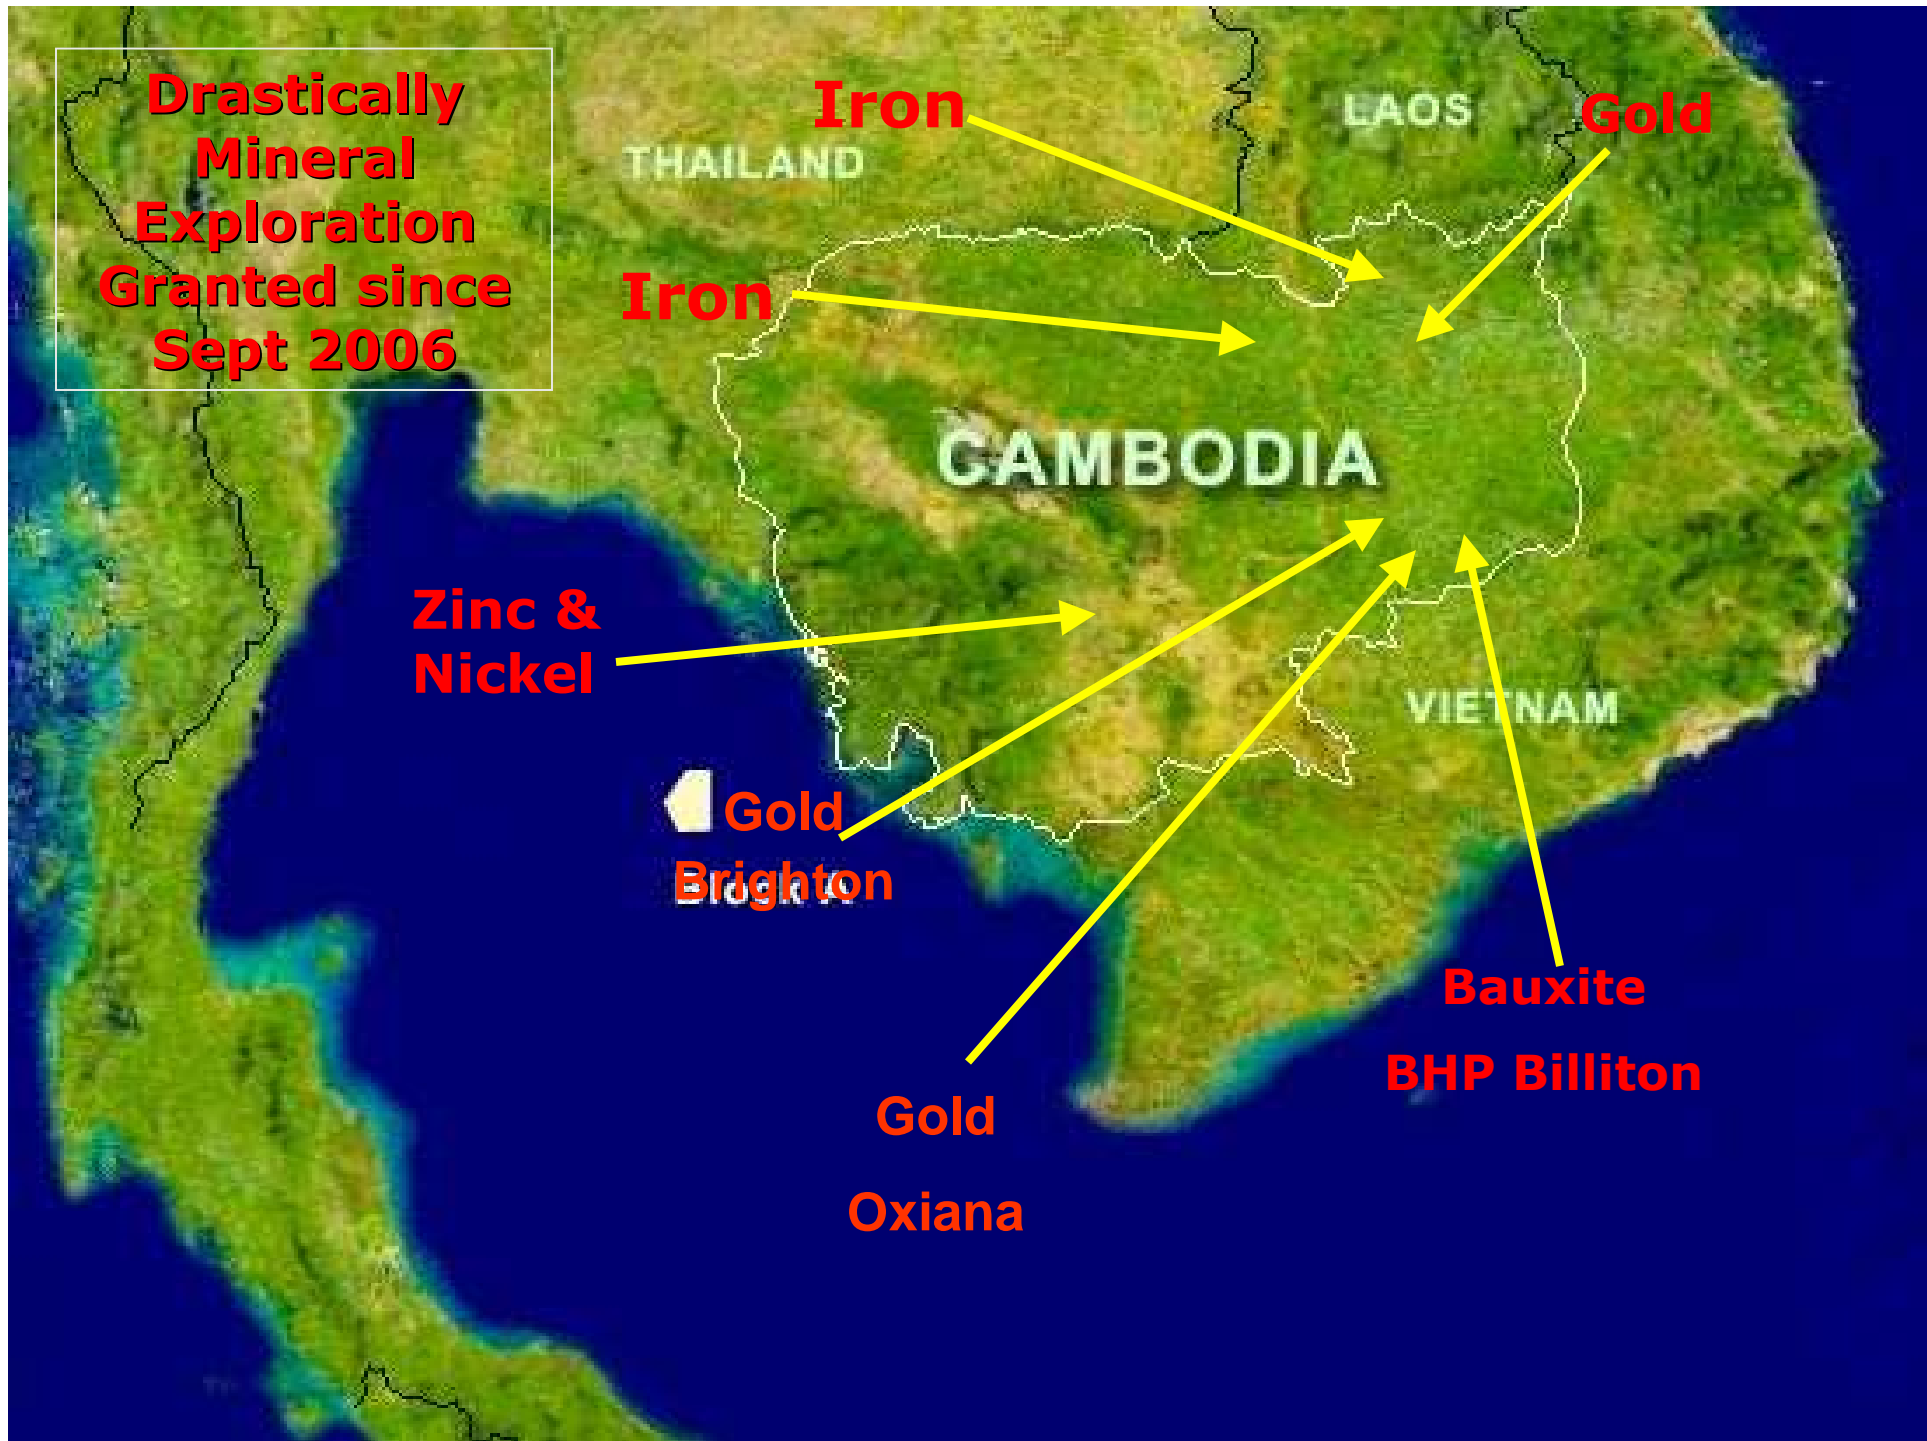 Drastically
Mineral
Exploration
Granted since
Sept 2006
Iron
LAOS
Gold
THAILAND
Iron
CAMBODIA
Zinc &
Nickel
VIETNAM
Gold
Brighton
Block A
Bauxite
BHP Billiton
Gold
Oxiana